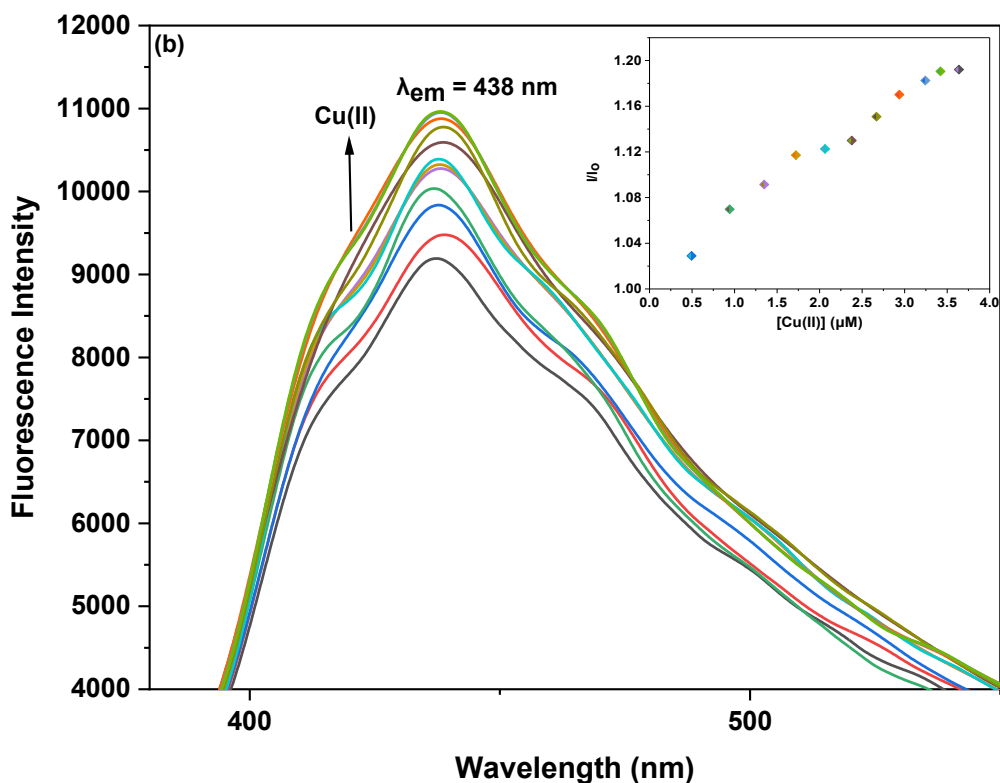 (b)
λem = 438 nm
Cu(II)
12000
11000
10000
9000
8000
7000
6000
5000
4000
Fluorescence Intensity
400
500
Wavelength (nm)
1.20
1.16
1.12
1.08
1.04
1.00
I/Io
0.0 0.5 1.0 1.5 2.0 2.5 3.0 3.5 4.0
[Cu(II)] (µM)